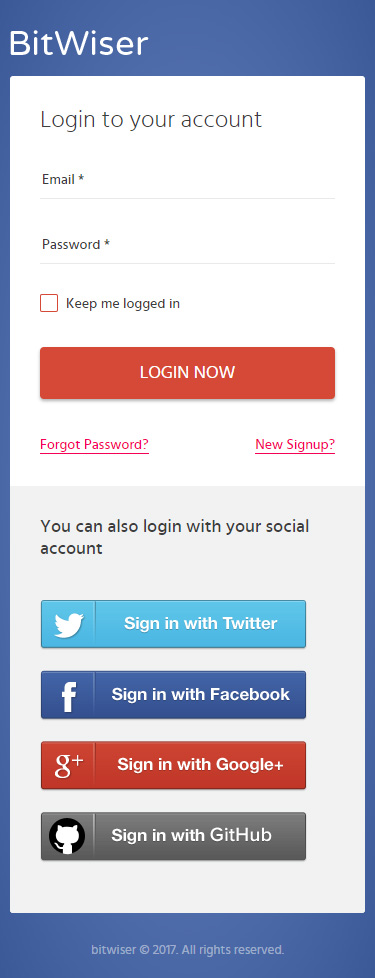 BitWiser
Login to your account
Email *
Password *
Keep me logged in
LOGIN NOW
Forgot Password? New Signup?
You can also login with your social
account
Sign in with Twitter
f Sign in with Facebook
g+ Sign in with Google+
Sign in with GitHub
bitwiser © 2017. All rights reserved.